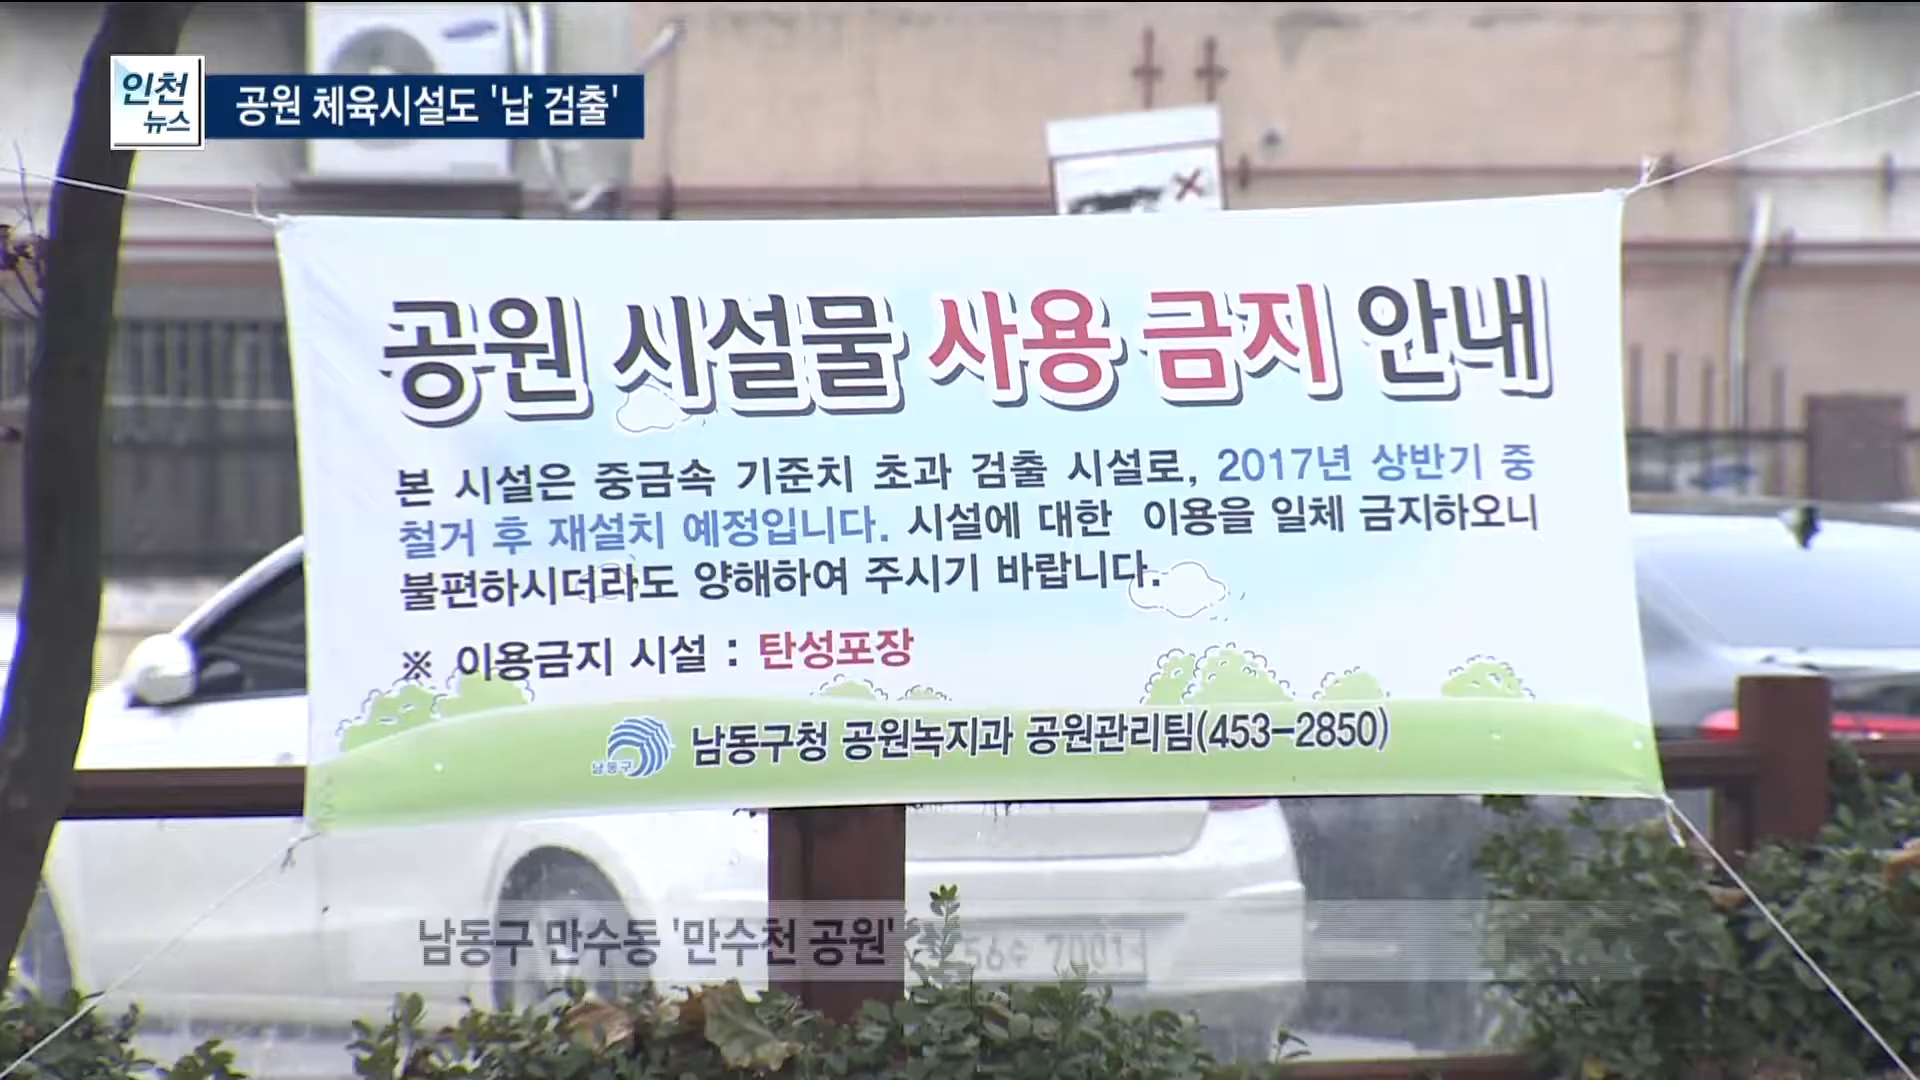 인천
뉴스
공원 체육시설도 '납 검출'
공원 시설물 사용 금지 안내
본 시설은 중금속 기준치 초과 검출 시설로, 2017년 상반기 중
철거 후 재설치 예정입니다. 시설에 대한 이용을 일체 금지하오니
불편하시더라도 양해하여 주시기 바랍니다.
※ 이용금지 시설 : 탄성포장
남동구 남동구청 공원녹지과 공원관리팀(453-2850)
남동구 만수동 '만수천 공원'